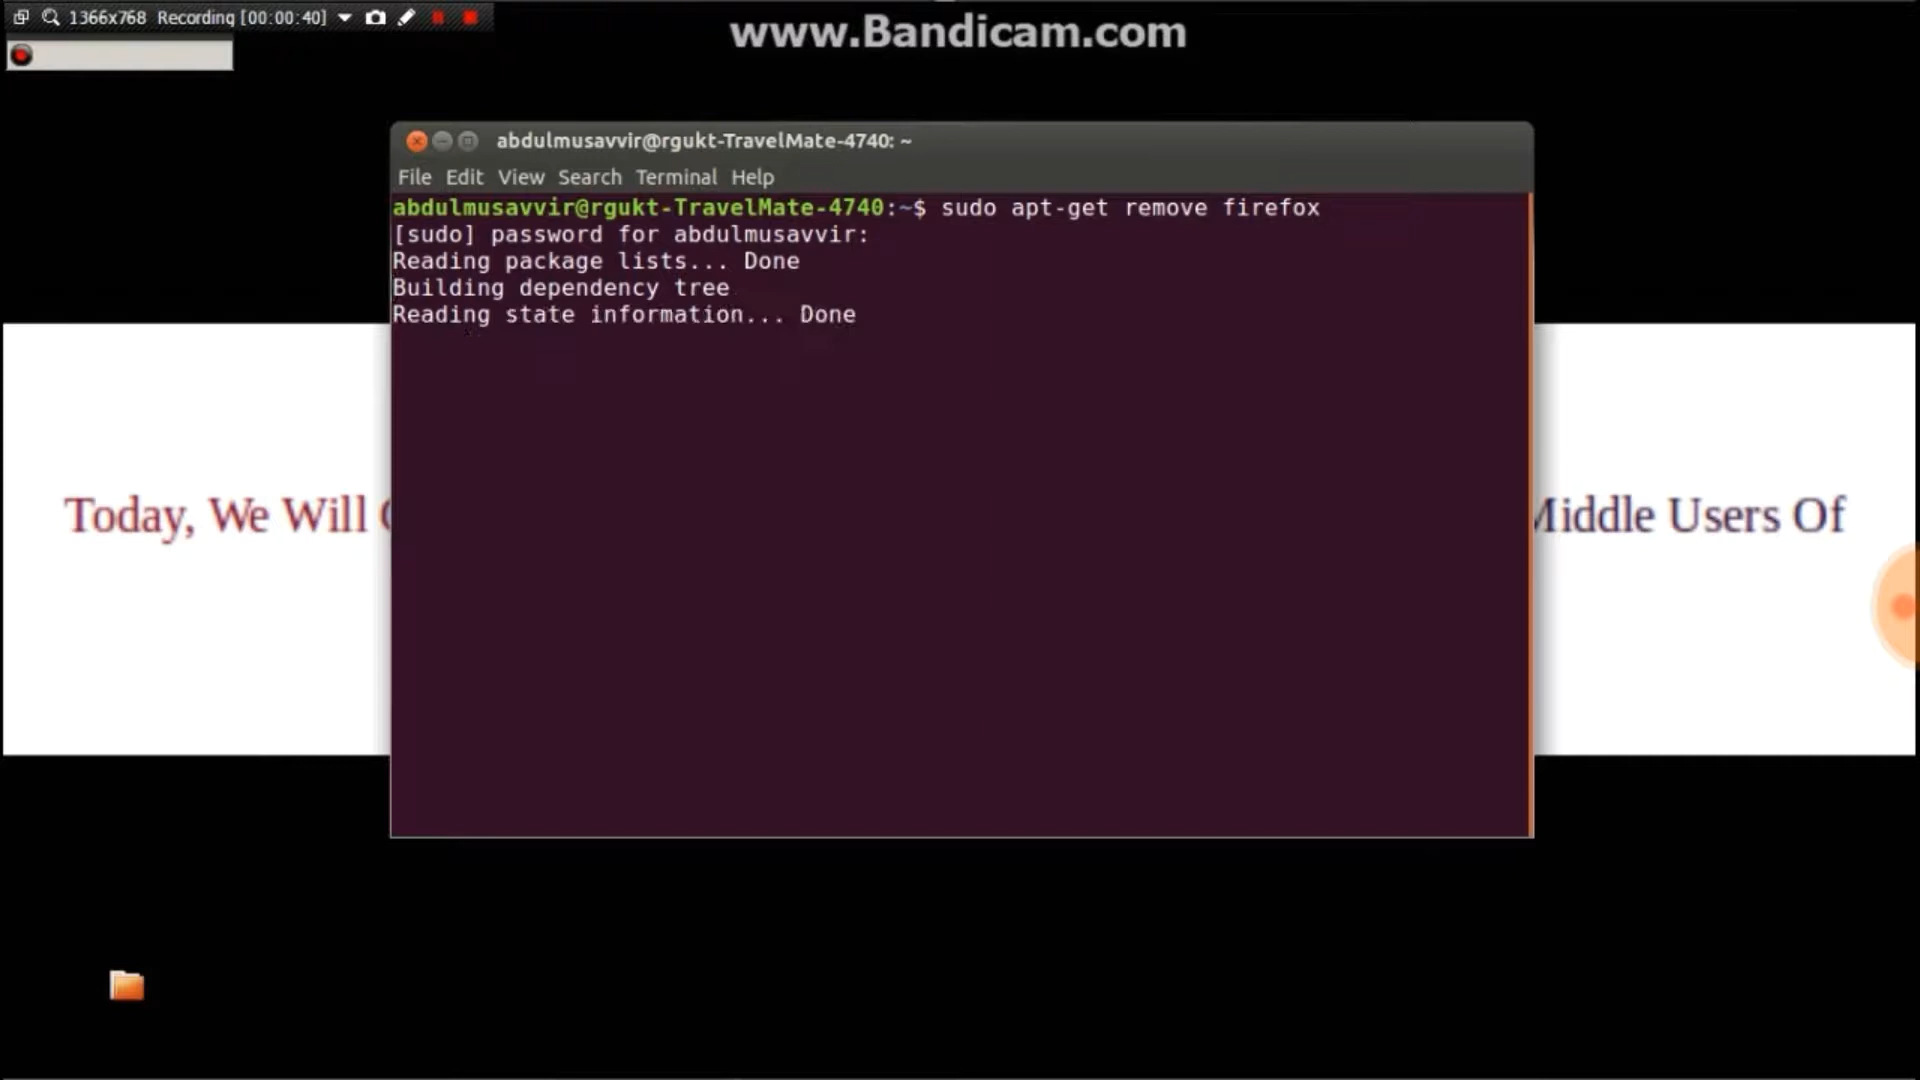 1366x768 Recording [00:00:40]
www.Bandicam.com
abdulmusavvir@rgukt-TravelMate-4740: ~
File Edit View Search Terminal Help
abdulmusavvir@rgukt-TravelMate-4740:~$ sudo apt-get remove firefox
[sudo] password for abdulmusavvir:
Reading package lists... Done
Building dependency tree
Reading state information... Done
Today, We Will
Middle Users Of